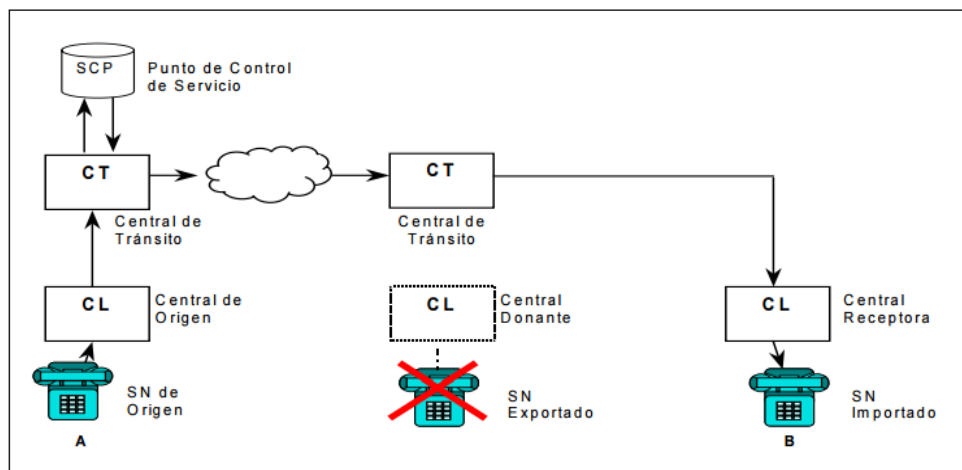 SCP
Punto de Control
de Servicio
CT
CT
Central de
Tránsito
Central de
Tránsito
CL
Central de
Origen
CL
Central
Donante
CL
Central
Receptora
SN de
Origen
SN
Exportado
SN
Importado
A
B